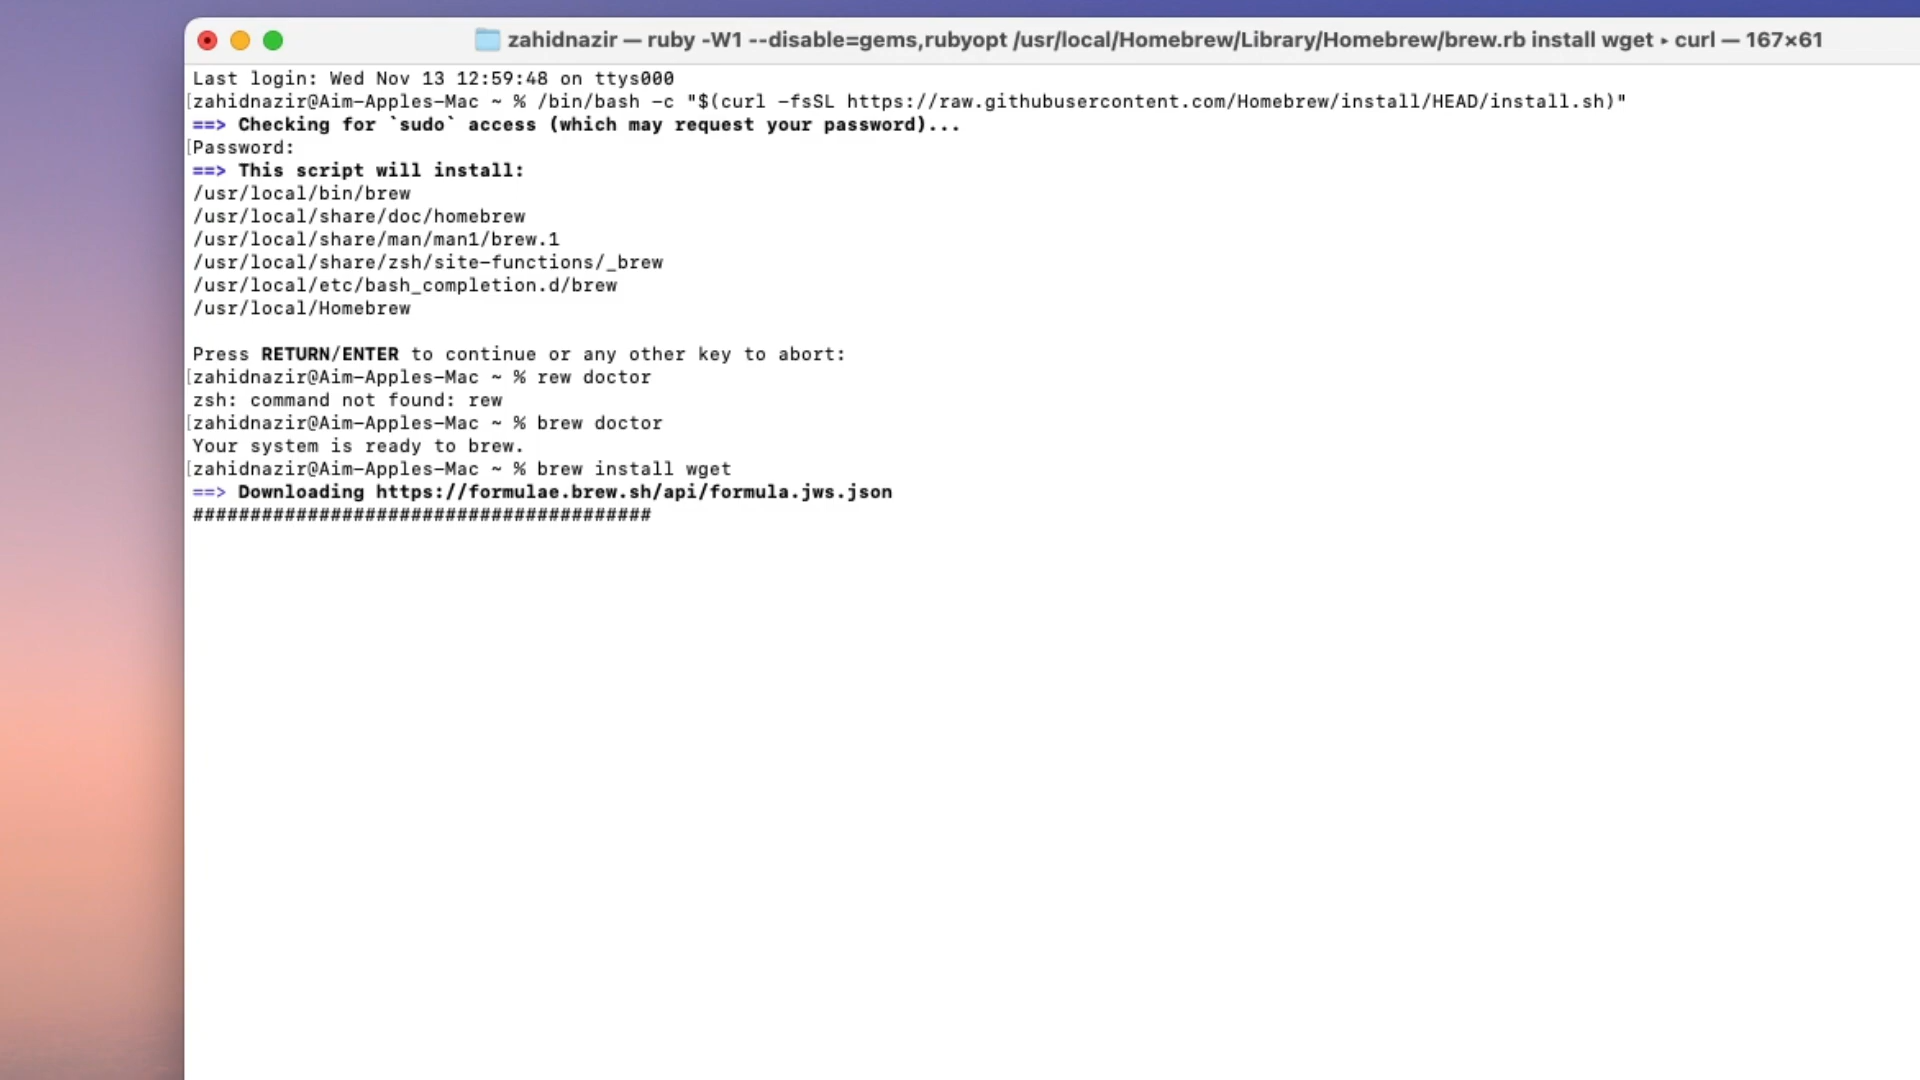 zahidnazir — ruby -W1 --disable=gems,rubyopt /usr/local/Homebrew/Library/Homebrew/brew.rb install wget ▸ curl — 167×61
Last login: Wed Nov 13 12:59:48 on ttys000
[zahidnazir@Aim-Apples-Mac ~ % /bin/bash -c "$(curl -fsSL https://raw.githubusercontent.com/Homebrew/install/HEAD/install.sh)"
==> Checking for `sudo` access (which may request your password)...
[Password:
==> This script will install:
/usr/local/bin/brew
/usr/local/share/doc/homebrew
/usr/local/share/man/man1/brew.1
/usr/local/share/zsh/site-functions/_brew
/usr/local/etc/bash_completion.d/brew
/usr/local/Homebrew
Press RETURN/ENTER to continue or any other key to abort:
[zahidnazir@Aim-Apples-Mac ~ % rew doctor
zsh: command not found: rew
[zahidnazir@Aim-Apples-Mac ~ % brew doctor
Your system is ready to brew.
[zahidnazir@Aim-Apples-Mac ~ % brew install wget
==> Downloading https://formulae.brew.sh/api/formula.jws.json
########################################